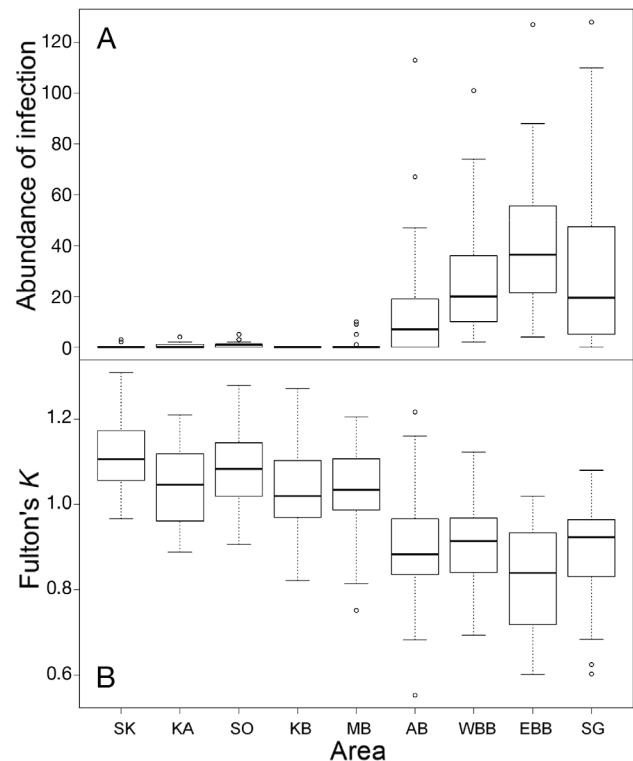 A
Abundance of infection
120
100
80
60
40
20
0
B
Fulton's K
1.2
1.0
0.8
0.6
SK KA SO KB MB AB WBB EBB SG
Area